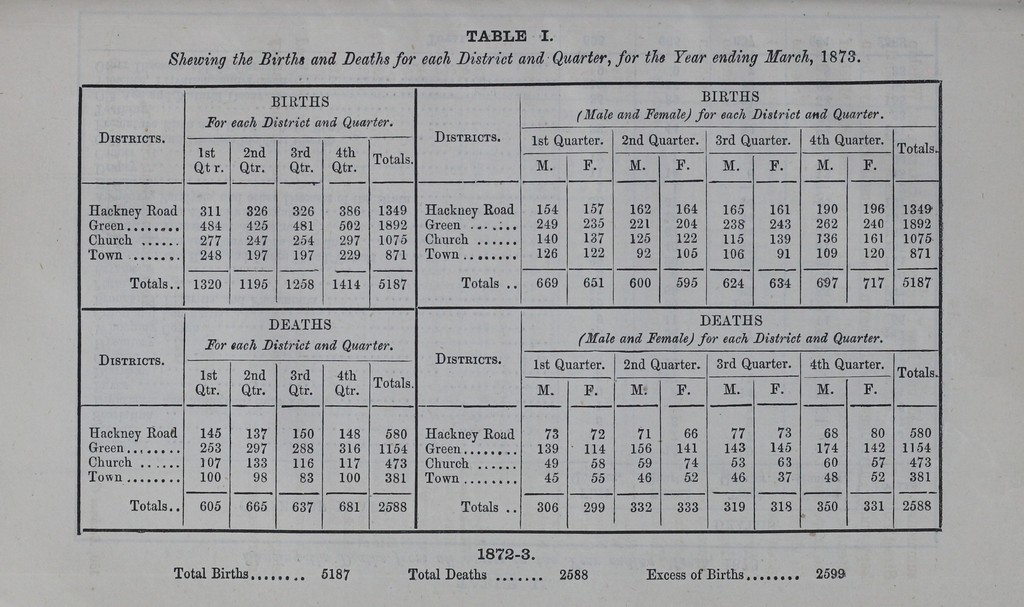 TABLE I.
Shewing the Births and Deaths for each District and Quarter, for the Year ending March, 1873.
DISTRICTS. BIRTHS For each District and Quarter.
1st Qtr. 2nd Qtr. 3rd Qtr. 4th Qtr. Totals.
Hackney Road 311 326 326 386 1349
Green........ 484 425 481 502 1892
Church ...... 277 247 254 297 1075
Town ....... 248 197 197 229 871
Totals.. 1320 1195 1258 1414 5187
DISTRICTS. BIRTHS (Male and Female) for each District and Quarter.
1st Quarter. 2nd Quarter. 3rd Quarter. 4th Quarter. Totals.
M. F. M. F. M. F. M. F.
Hackney Road 154 157 162 164 165 161 190 196 1349
Green ...... 249 235 221 204 238 243 262 240 1892
Church ...... 140 137 125 122 115 139 136 161 1075
Town ........ 126 122 92 105 106 91 109 120 871
Totals .. 669 651 600 595 624 634 697 717 5187
DISTRICTS. DEATHS For each District and Quarter.
1st Qtr. 2nd Qtr. 3rd Qtr. 4th Qtr. Totals.
Hackney Road 145 137 150 148 580
Green........ 253 297 288 316 1154
Church ...... 107 133 116 117 473
Town ........ 100 98 83 100 381
Totals.. 605 665 637 681 2588
DISTRICTS. DEATHS (Male and Female) for each District and Quarter.
1st Quarter. 2nd Quarter. 3rd Quarter. 4th Quarter. Totals.
M. F. M. F. M. F. M. F.
Hackney Road 73 72 71 66 77 73 68 80 580
Green........ 139 114 156 141 143 145 174 142 1154
Church ...... 49 58 59 74 53 63 60 57 473
Town ........ 45 55 46 52 46 37 48 52 381
Totals .. 306 299 332 333 319 318 350 331 2588
1872-3.
Total Births........ 5187 Total Deaths ....... 2588 Excess of Births........ 2599